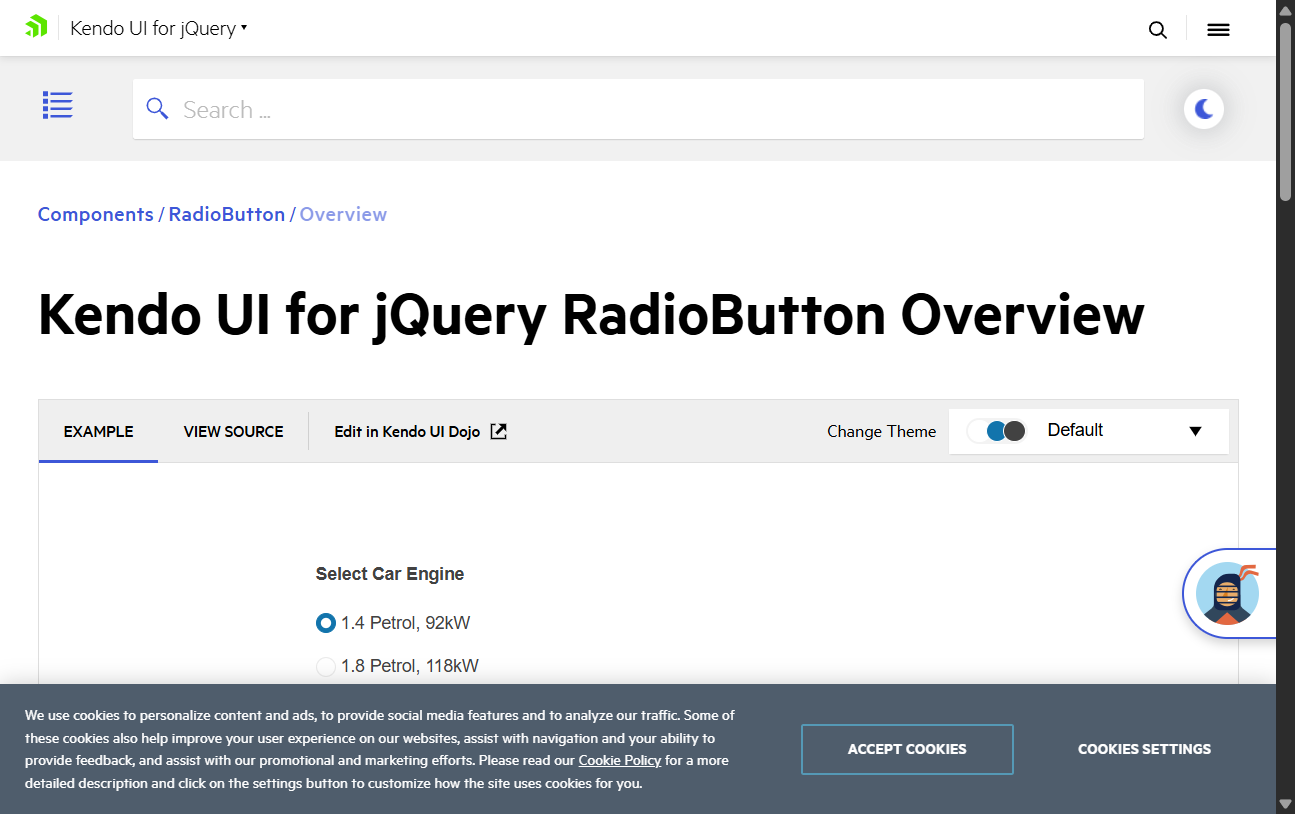 Kendo UI for jQuery
Search ...
Components / RadioButton / Overview
Kendo UI for jQuery RadioButton Overview
EXAMPLE
VIEW SOURCE
Edit in Kendo UI Dojo
Change Theme
Default
Select Car Engine
1.4 Petrol, 92kW
1.8 Petrol, 118kW
We use cookies to personalize content and ads, to provide social media features and to analyze our traffic. Some of
these cookies also help improve your user experience on our websites, assist with navigation and your ability to
provide feedback, and assist with our promotional and marketing efforts. Please read our Cookie Policy for a more
detailed description and click on the settings button to customize how the site uses cookies for you.
ACCEPT COOKIES
COOKIES SETTINGS